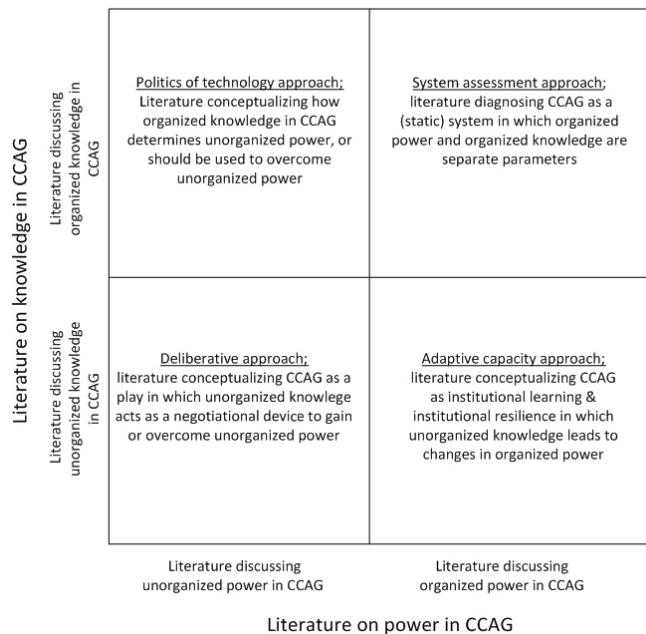 Literature on knowledge in CCAG
Literature discussing
organized knowledge in
CCAG
Politics of technology approach;
Literature conceptualizing how
organized knowledge in CCAG
determines unorganized power, or
should be used to overcome
unorganized power
System assessment approach;
literature diagnosing CCAG as a
(static) system in which organized
power and organized knowledge are
separate parameters
Literature discussing
unorganized knowledge
in CCAG
Deliberative approach;
literature conceptualizing CCAG as a
play in which unorganized knowlege
acts as a negotiational device to gain
or overcome unorganized power
Adaptive capacity approach;
literature conceptualizing CCAG
as institutional learning &
institutional resilience in which
unorganized knowledge leads to
changes in organized power
Literature discussing
unorganized power in CCAG
Literature discussing
organized power in CCAG
Literature on power in CCAG